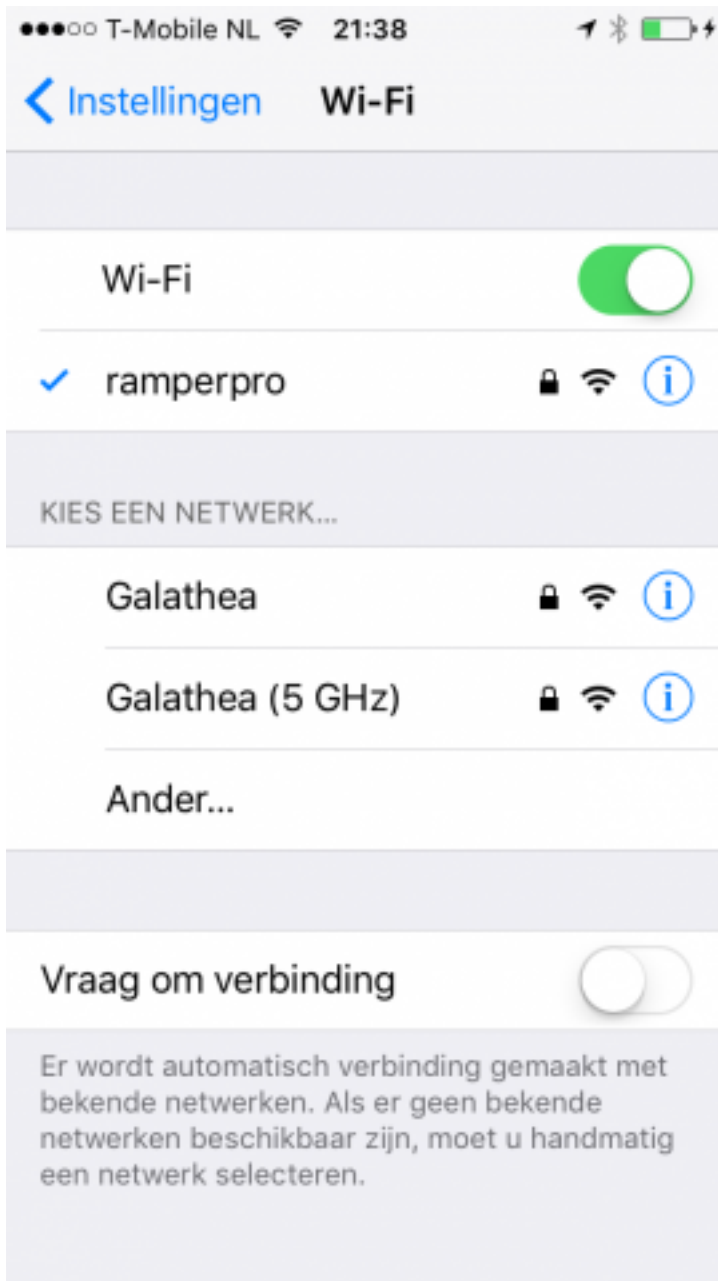 T-Mobile NL 21:38
Instellingen Wi-Fi
Wi-Fi
ramperpro
KIES EEN NETWERK...
Galathea
Galathea (5 GHz)
Ander...
Vraag om verbinding
Er wordt automatisch verbinding gemaakt met
bekende netwerken. Als er geen bekende
netwerken beschikbaar zijn, moet u handmatig
een netwerk selecteren.